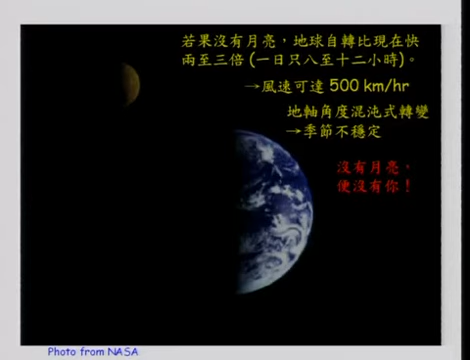 若果沒有月亮，地球自轉比現在快
兩至三倍 (一日只八至十二小時)。
→風速可達 500 km/hr
地軸角度混沌式轉變
→季節不穩定
沒有月亮，
便沒有你！
Photo from NASA